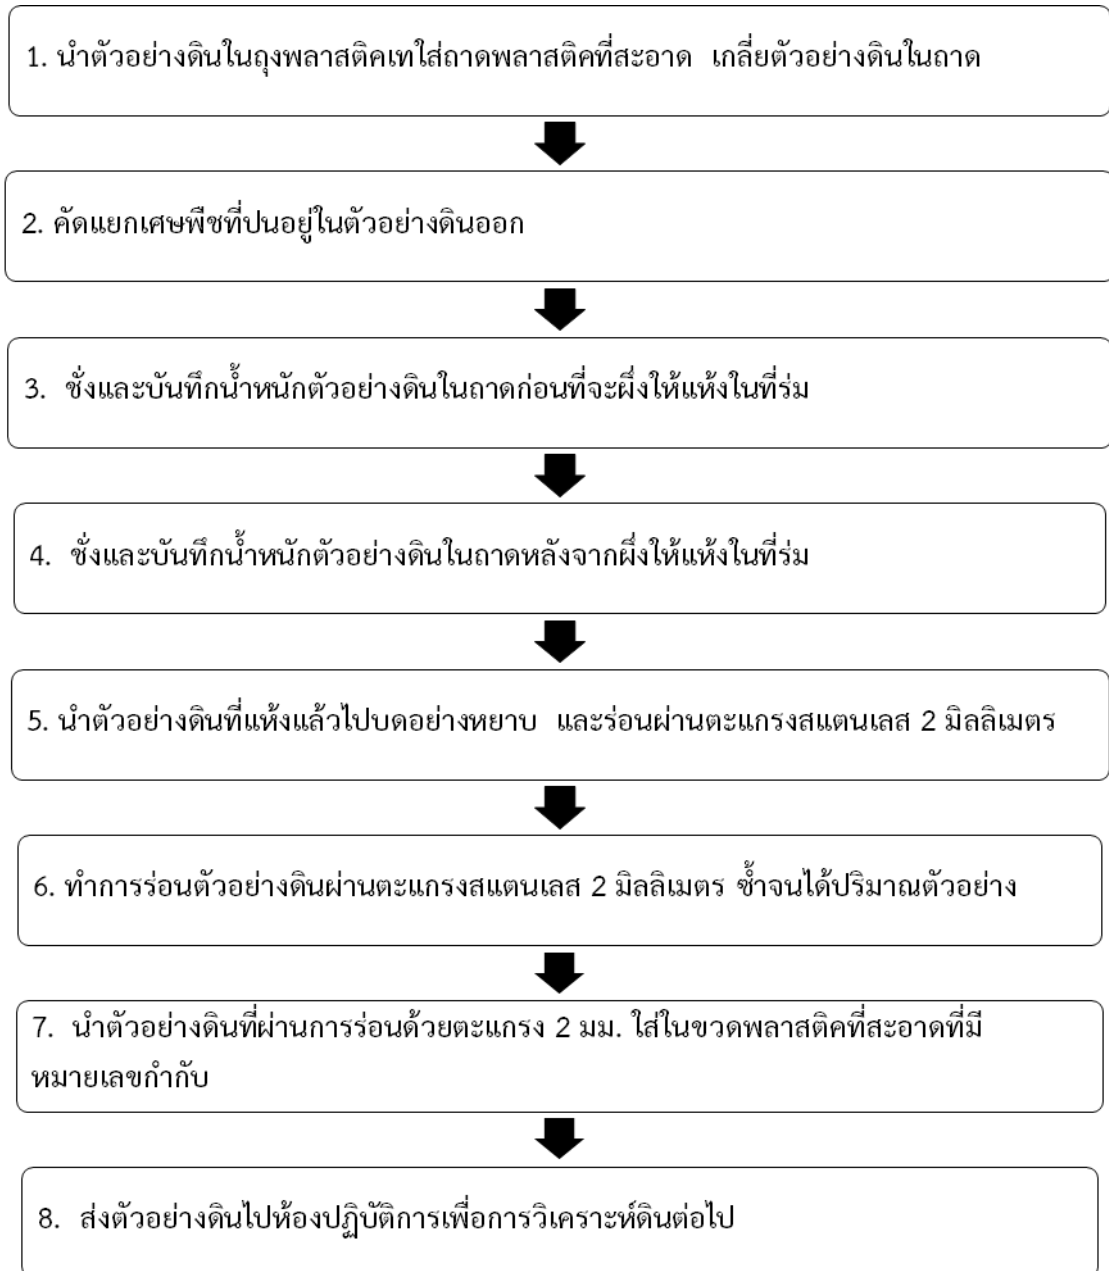 1. นำตัวอย่างดินในถุงพลาสติคเทใส่ถาดพลาสติคที่สะอาด เกลี่ยตัวอย่างดินในถาด
2. คัดแยกเศษพืชที่ปนอยู่ในตัวอย่างดินออก
3. ชั่งและบันทึกน้ำหนักตัวอย่างดินในถาดก่อนที่จะผึ่งให้แห้งในที่ร่ม
4. ชั่งและบันทึกน้ำหนักตัวอย่างดินในถาดหลังจากผึ่งให้แห้งในที่ร่ม
5. นำตัวอย่างดินที่แห้งแล้วไปบดอย่างหยาบ และร่อนผ่านตะแกรงสแตนเลส 2 มิลลิเมตร
6. ทำการร่อนตัวอย่างดินผ่านตะแกรงสแตนเลส 2 มิลลิเมตร ซ้ำจนได้ปริมาณตัวอย่าง
7. นำตัวอย่างดินที่ผ่านการร่อนด้วยตะแกรง 2 มม. ใส่ในขวดพลาสติคที่สะอาดที่มี
หมายเลขกำกับ
8. ส่งตัวอย่างดินไปห้องปฏิบัติการเพื่อการวิเคราะห์ดินต่อไป